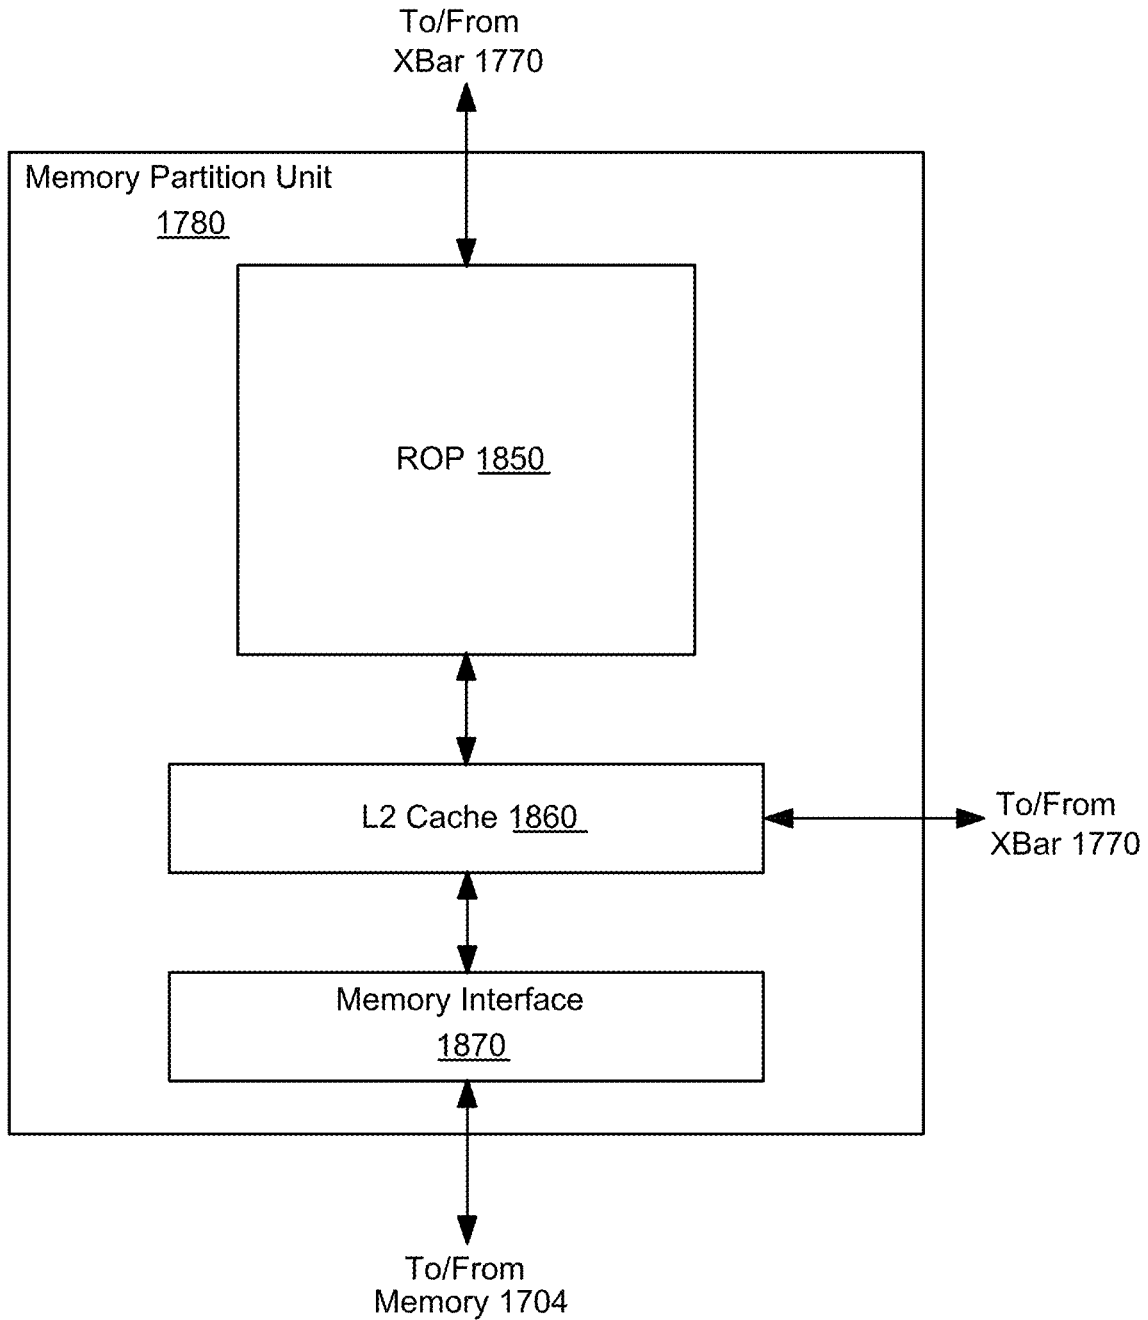 To/From
XBar 1770
Memory Partition Unit
1780
ROP 1850
L2 Cache 1860
To/From
XBar 1770
Memory Interface
1870
To/From
Memory 1704